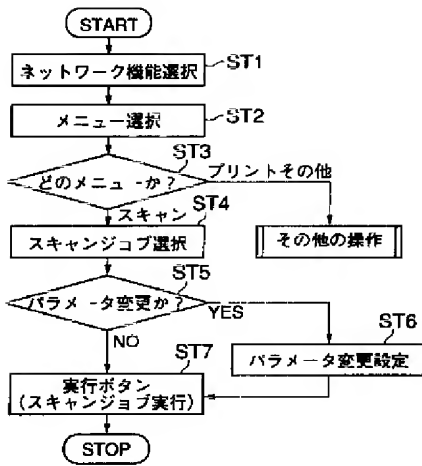 START
ネットワーク機能選択
ST1
メニュー選択
ST2
ST3
どのメニューか?
プリントその他
スキャン
ST4
スキャンジョブ選択
その他の操作
ST5
パラメータ変更か?
YES
ST6
NO
ST7
パラメータ変更設定
実行ボタン
(スキャンジョブ実行)
STOP